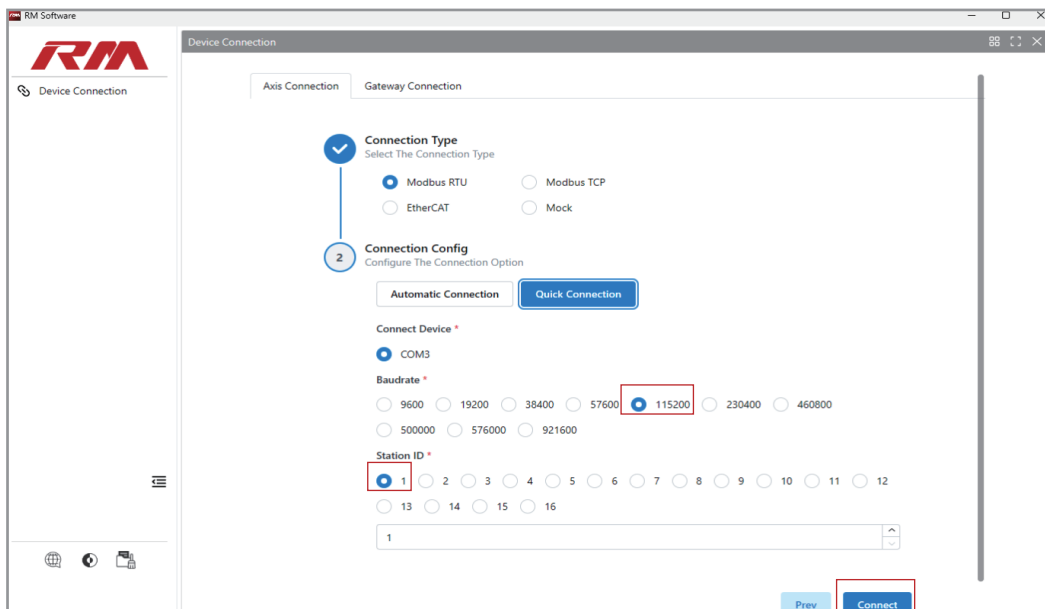 RM Software
RM
Device Connection
Device Connection
Axis Connection Gateway Connection
Connection Type
Select The Connection Type
Modbus RTU Modbus TCP
EtherCAT Mock
2 Connection Config
Configure The Connection Option
Automatic Connection Quick Connection
Connect Device *
COM3
Baudrate *
9600 19200 38400 57600 115200 230400 460800
500000 576000 921600
Station ID *
1 2 3 4 5 6 7 8 9 10 11 12
13 14 15 16
1
Prev Connect